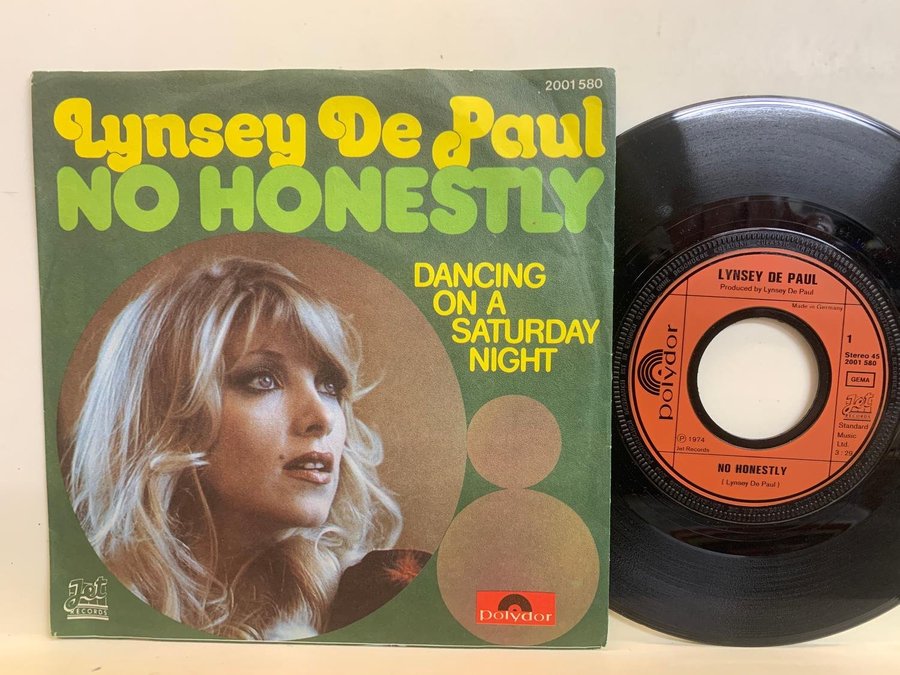 2001 580
Lynsey De Paul
NO HONESTLY
DANCING
ON A
SATURDAY
NIGHT
Jet
RECORDS
polydor
LYNSEY DE PAUL
Produced by Lynsey De Paul
Made in Germany
polydor
1
Stereo 45
2001 580
GEMA
Jet
RECORDS
Standard
Music
Ltd.
3:29
℗ 1974
Jet Records
NO HONESTLY
(Lynsey De Paul)